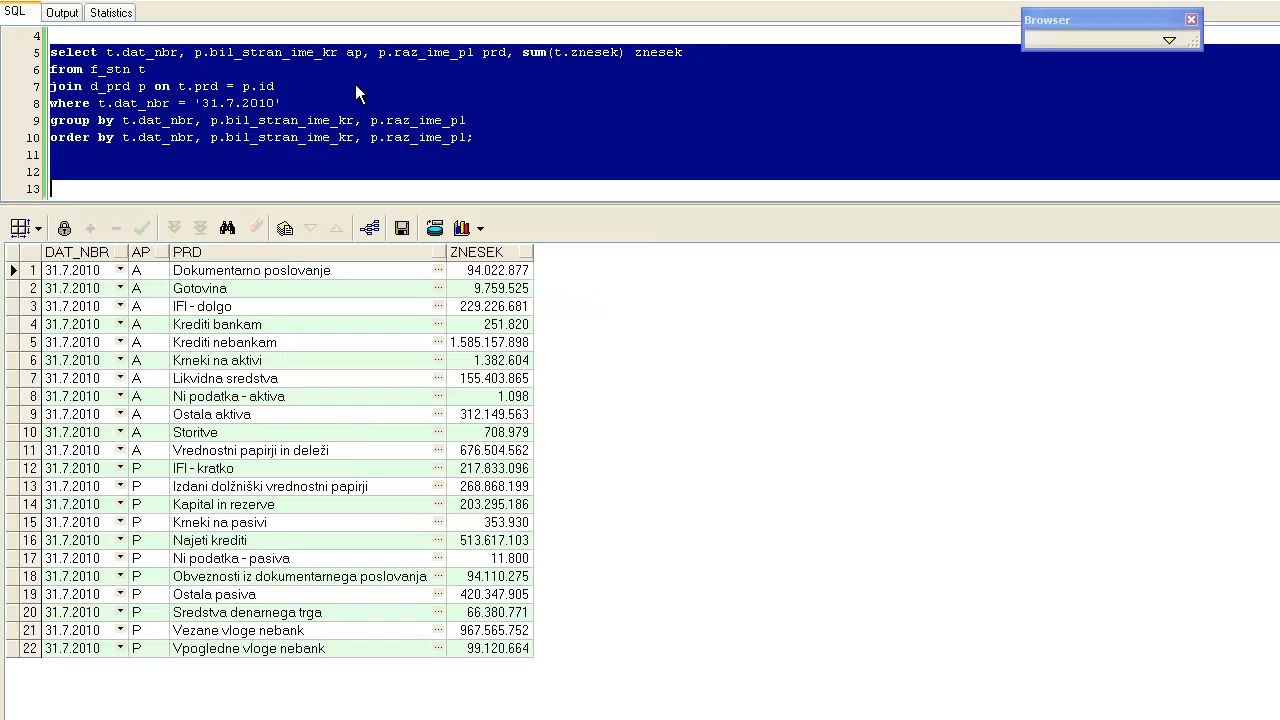 SQL Output Statistics
Browser
4
5 select t.dat_nbr, p.bil_stran_ime_kr ap, p.raz_ime_pl prd, sum(t.znesek) znesek
6 from f_stn t
7 join d_prd p on t.prd = p.id
8 where t.dat_nbr = '31.7.2010'
9 group by t.dat_nbr, p.bil_stran_ime_kr, p.raz_ime_pl
10 order by t.dat_nbr, p.bil_stran_ime_kr, p.raz_ime_pl;
11
12
13
DAT_NBR AP PRD ZNESEK
1 31.7.2010 A Dokumentarno poslovanje ... 94.022.877
2 31.7.2010 A Gotovina ... 9.759.525
3 31.7.2010 A IFI - dolgo ... 229.226.681
4 31.7.2010 A Krediti bankam ... 251.820
5 31.7.2010 A Krediti nebankam ... 1.585.157.898
6 31.7.2010 A Krneki na aktivi ... 1.382.604
7 31.7.2010 A Likvidna sredstva ... 155.403.865
8 31.7.2010 A Ni podatka - aktiva ... 1.098
9 31.7.2010 A Ostala aktiva ... 312.149.563
10 31.7.2010 A Storitve ... 708.979
11 31.7.2010 A Vrednostni papirji in deleži ... 676.504.562
12 31.7.2010 P IFI - kratko ... 217.833.096
13 31.7.2010 P Izdani dolžniški vrednostni papirji ... 268.868.199
14 31.7.2010 P Kapital in rezerve ... 203.295.186
15 31.7.2010 P Krneki na pasivi ... 353.930
16 31.7.2010 P Najeti krediti ... 513.617.103
17 31.7.2010 P Ni podatka - pasiva ... 11.800
18 31.7.2010 P Obveznosti iz dokumentarnega poslovanja ... 94.110.275
19 31.7.2010 P Ostala pasiva ... 420.347.905
20 31.7.2010 P Sredstva denarnega trga ... 66.380.771
21 31.7.2010 P Vezane vloge nebank ... 967.565.752
22 31.7.2010 P Vpogledne vloge nebank ... 99.120.664